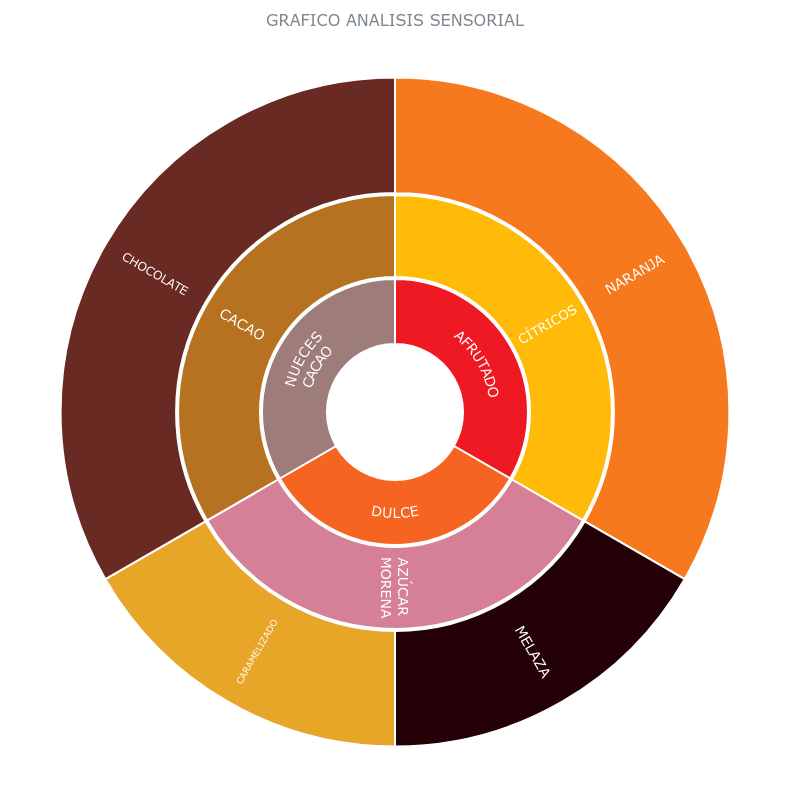 GRAFICO ANALISIS SENSORIAL
AFRUTADO
CÍTRICOS
NARANJA
DULCE
AZÚCAR
MORENA
MELAZA
CARAMELIZADO
NUECES
CACAO
CACAO
CHOCOLATE